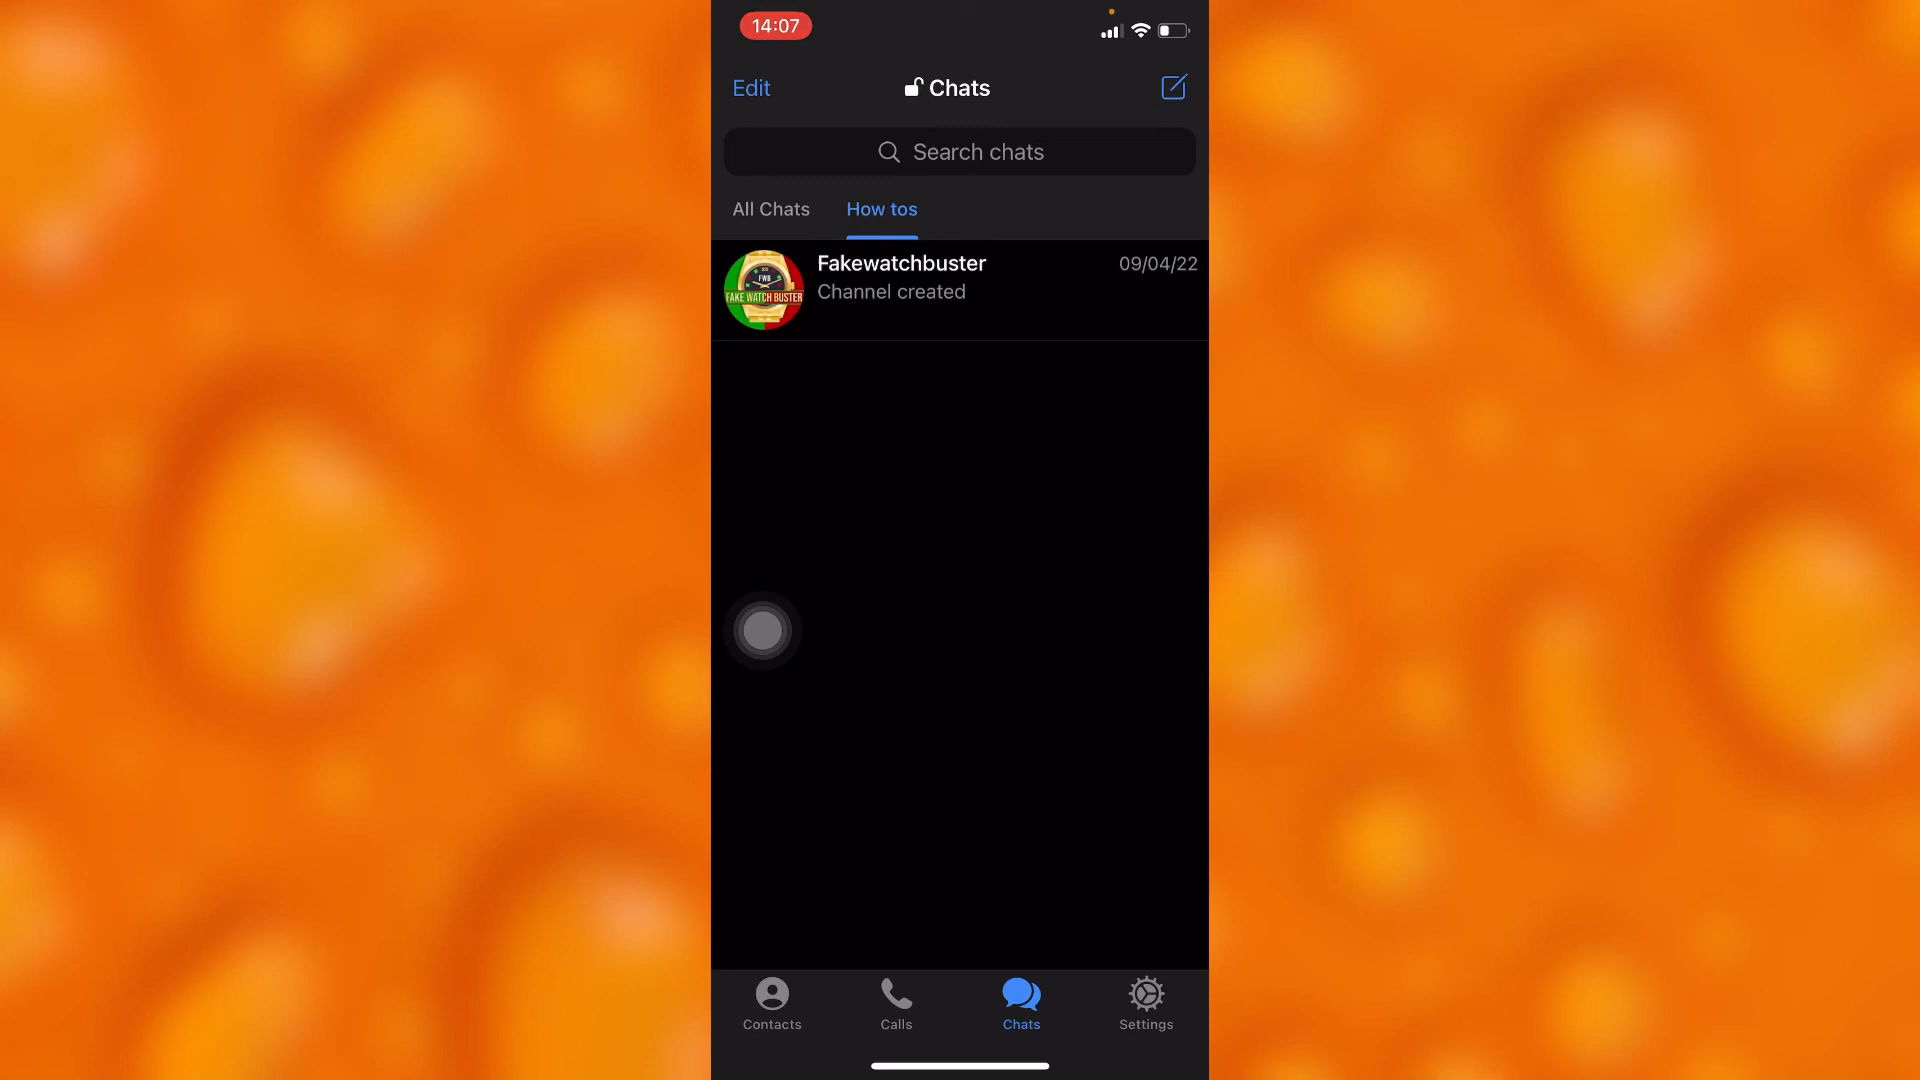 14:07
Edit
Chats
Search chats
All Chats
How tos
FWB
FAKE WATCH BUSTER
Fakewatchbuster
09/04/22
Channel created
Contacts
Calls
Chats
Settings